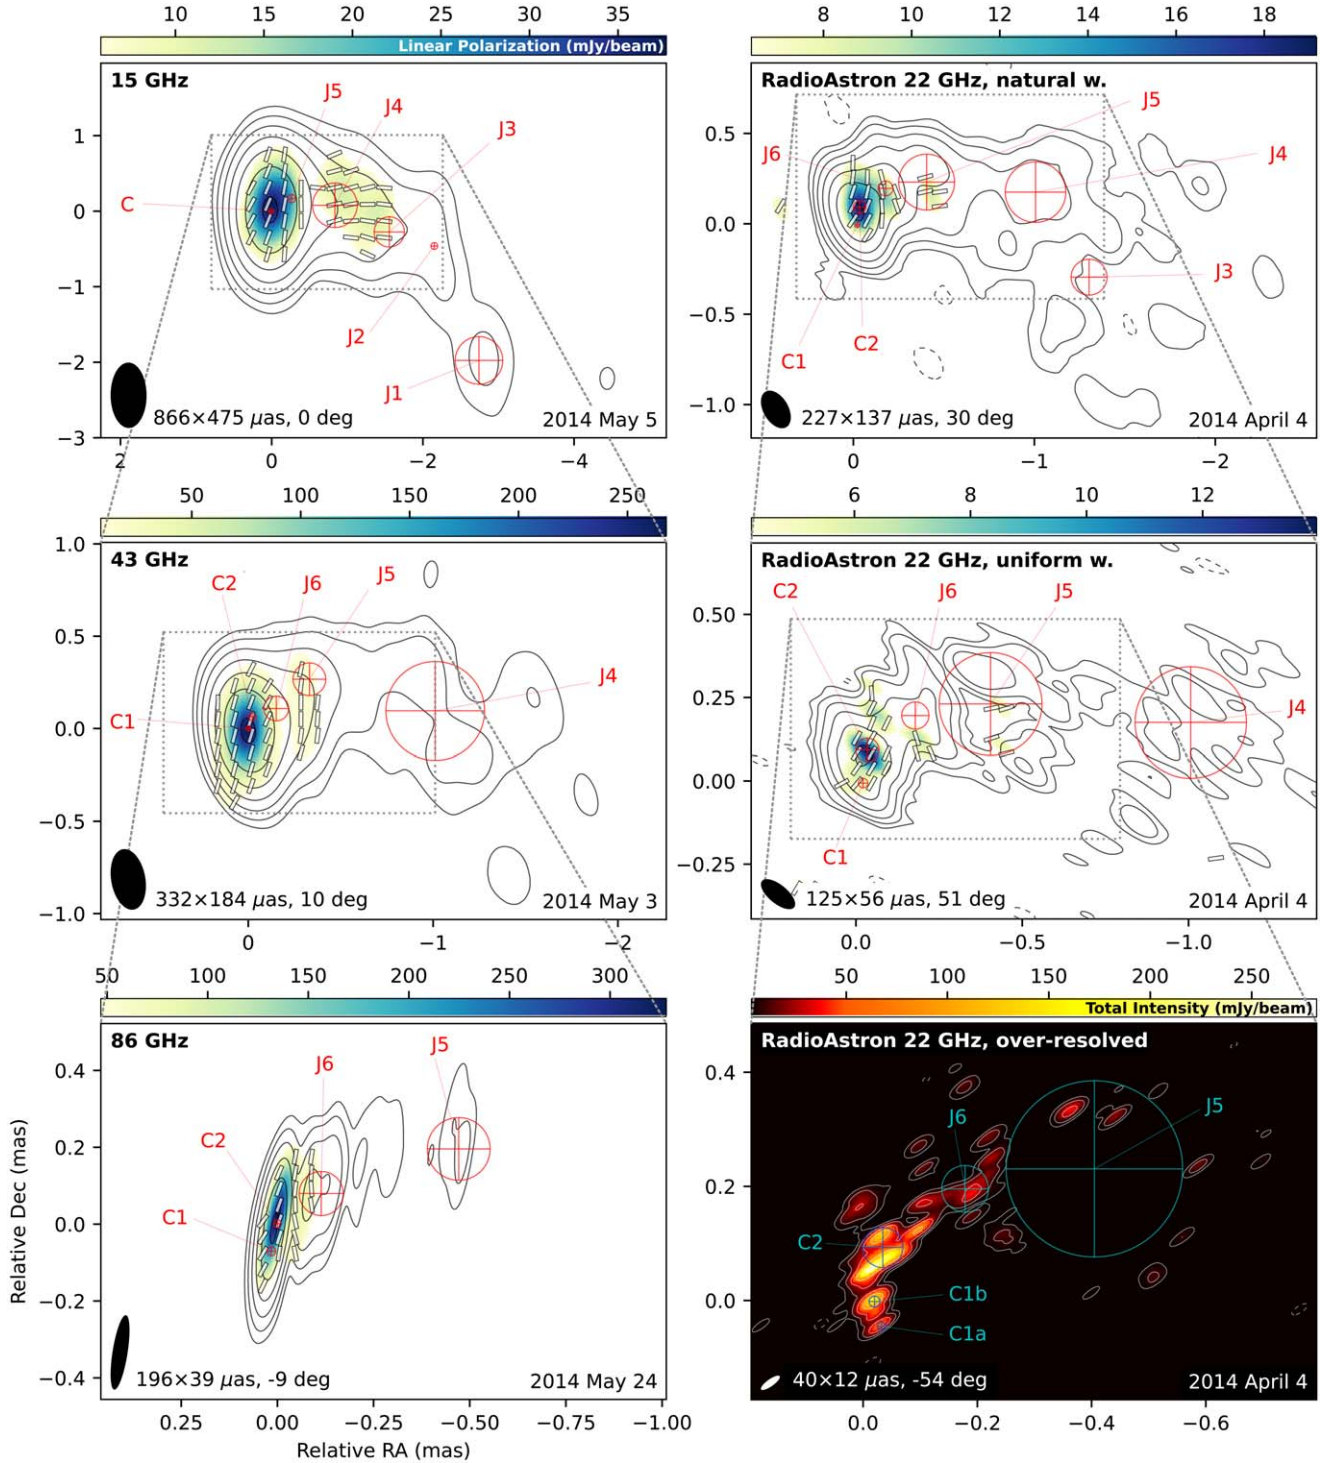 10 15 20 25 30 35
Linear Polarization (mJy/beam)
15 GHz
J5
J4
J3
C
J2
J1
1
0
−1
−2
−3
866×475 μas, 0 deg
2014 May 5
2 0 −2 −4
8 10 12 14 16 18
RadioAstron 22 GHz, natural w.
J5
J6
J4
J3
C2
C1
0.5
0.0
−0.5
−1.0
227×137 μas, 30 deg
2014 April 4
0 −1 −2
50 100 150 200 250
43 GHz
C2
J6
J5
J4
C1
1.0
0.5
0.0
−0.5
−1.0
332×184 μas, 10 deg
2014 May 3
0 −1 −2
6 8 10 12
RadioAstron 22 GHz, uniform w.
C2
J6
J5
J4
C1
0.50
0.25
0.00
−0.25
125×56 μas, 51 deg
2014 April 4
0.0 −0.5 −1.0
50 100 150 200 250 300
86 GHz
J5
J6
C2
C1
0.4
0.2
0.0
−0.2
−0.4
Relative Dec (mas)
196×39 μas, -9 deg
2014 May 24
0.25 0.00 −0.25 −0.50 −0.75 −1.00
Relative RA (mas)
50 100 150 200 250
Total Intensity (mJy/beam)
RadioAstron 22 GHz, over-resolved
J6
J5
C2
C1b
C1a
0.4
0.2
0.0
40×12 μas, -54 deg
2014 April 4
0.0 −0.2 −0.4 −0.6